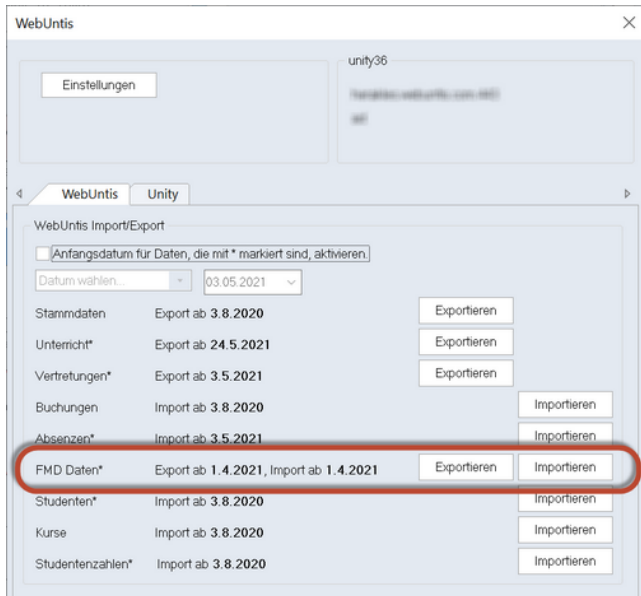 WebUntis
unity36
Einstellungen
WebUntis Unity
WebUntis Import/Export
Anfangsdatum für Daten, die mit * markiert sind, aktivieren.
Datum wählen... 03.05.2021
Stammdaten Export ab 3.8.2020 Exportieren
Unterricht* Export ab 24.5.2021 Exportieren
Vertretungen* Export ab 3.5.2021 Exportieren
Buchungen Import ab 3.8.2020 Importieren
Absenzen* Import ab 3.5.2021 Importieren
FMD Daten* Export ab 1.4.2021, Import ab 1.4.2021 Exportieren Importieren
Studenten* Import ab 3.8.2020 Importieren
Kurse Import ab 3.8.2020 Importieren
Studentenzahlen* Import ab 3.8.2020 Importieren